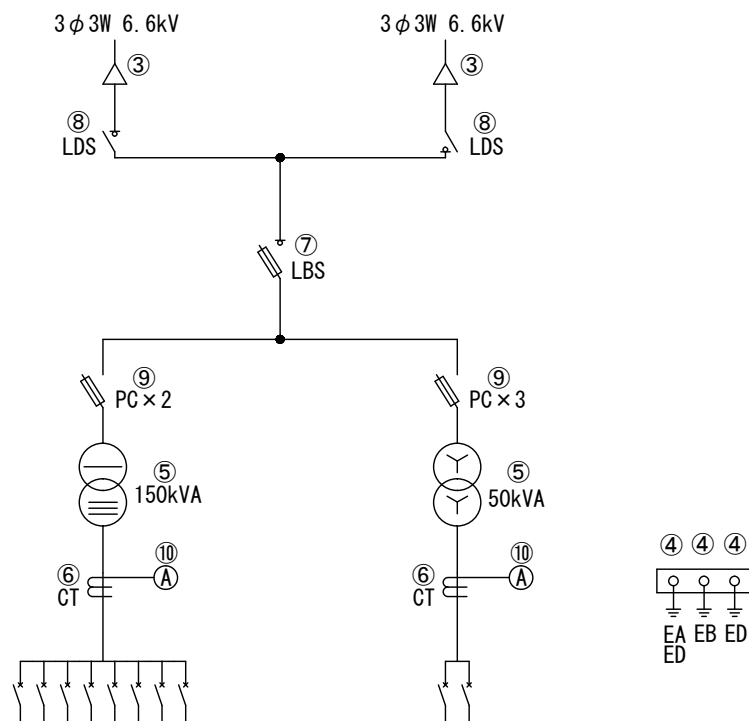 3φ3W 6.6kV
3φ3W 6.6kV
③
③
⑧
LDS
⑧
LDS
⑦
LBS
⑨
PC×2
⑨
PC×3
⑤
150kVA
⑤
50kVA
⑩
A
⑥
CT
⑩
A
⑥
CT
④ ④ ④
EA EB ED
ED